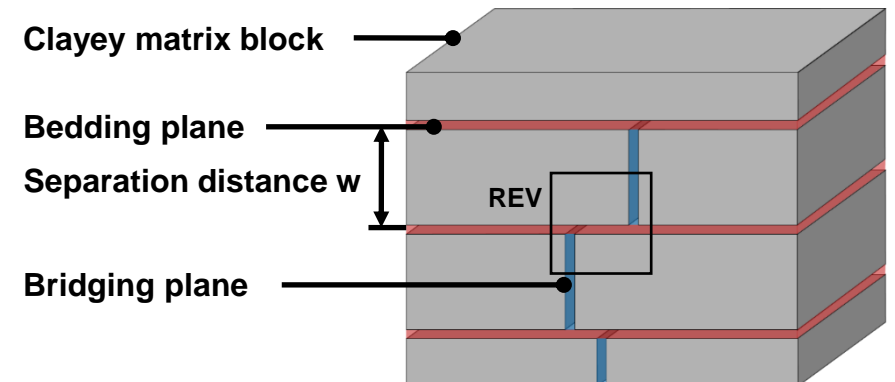 Clayey matrix block
Bedding plane
Separation distance w
REV
Bridging plane